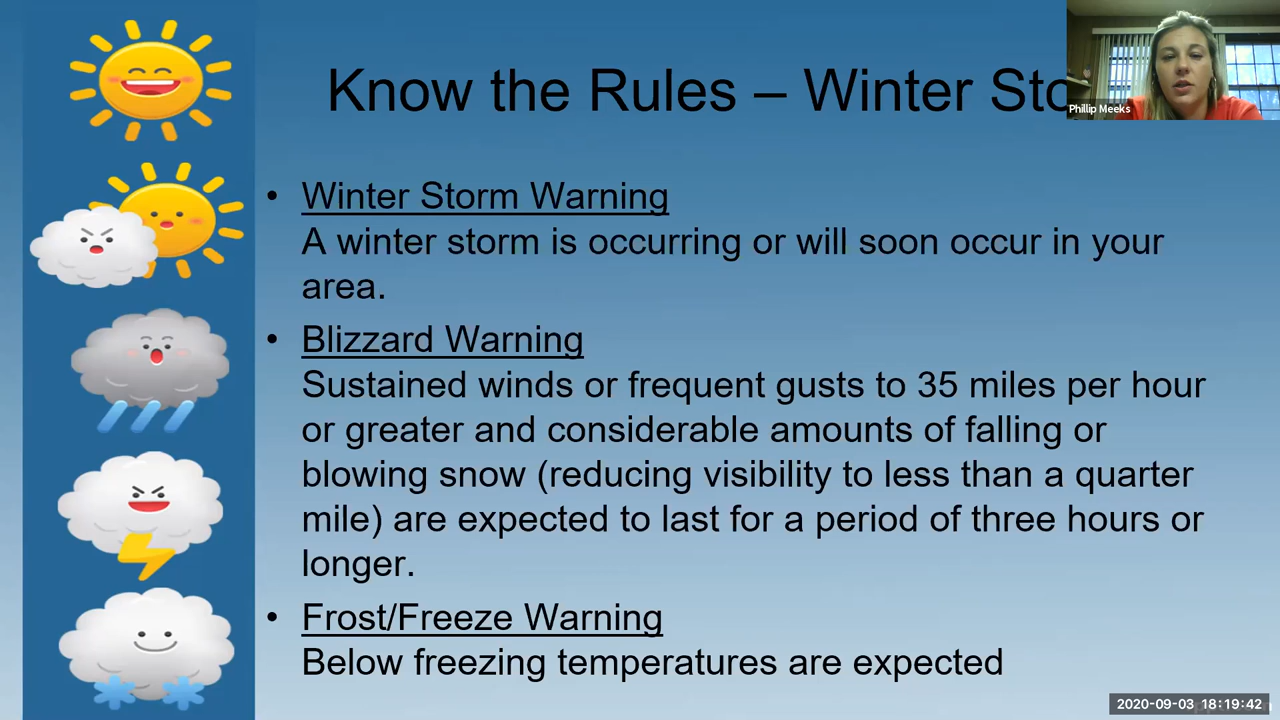 Know the Rules – Winter Sto
Phillip Meeks
• Winter Storm Warning
A winter storm is occurring or will soon occur in your
area.
• Blizzard Warning
Sustained winds or frequent gusts to 35 miles per hour
or greater and considerable amounts of falling or
blowing snow (reducing visibility to less than a quarter
mile) are expected to last for a period of three hours or
longer.
• Frost/Freeze Warning
Below freezing temperatures are expected
2020-09-03 18:19:42